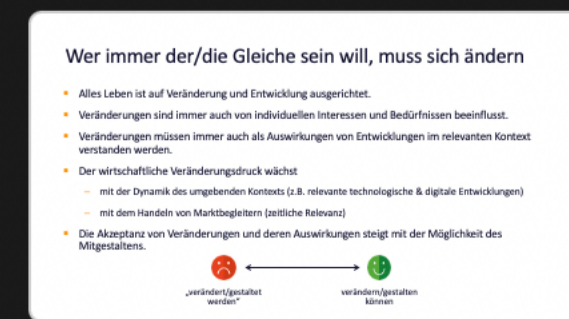 Wer immer der/die Gleiche sein will, muss sich ändern
Alles Leben ist auf Veränderung und Entwicklung ausgerichtet.
Veränderungen sind immer auch von individuellen Interessen und Bedürfnissen beeinflusst.
Veränderungen müssen immer auch als Auswirkungen von Entwicklungen im relevanten Kontext
verstanden werden.
Der wirtschaftliche Veränderungsdruck wächst
– mit der Dynamik des umgebenden Kontexts (z.B. relevante technologische & digitale Entwicklungen)
– mit dem Handeln von Marktbegleitern (zeitliche Relevanz)
Die Akzeptanz von Veränderungen und deren Auswirkungen steigt mit der Möglichkeit des
Mitgestaltens.
„verändert/gestaltet
werden“
verändern/gestalten
können